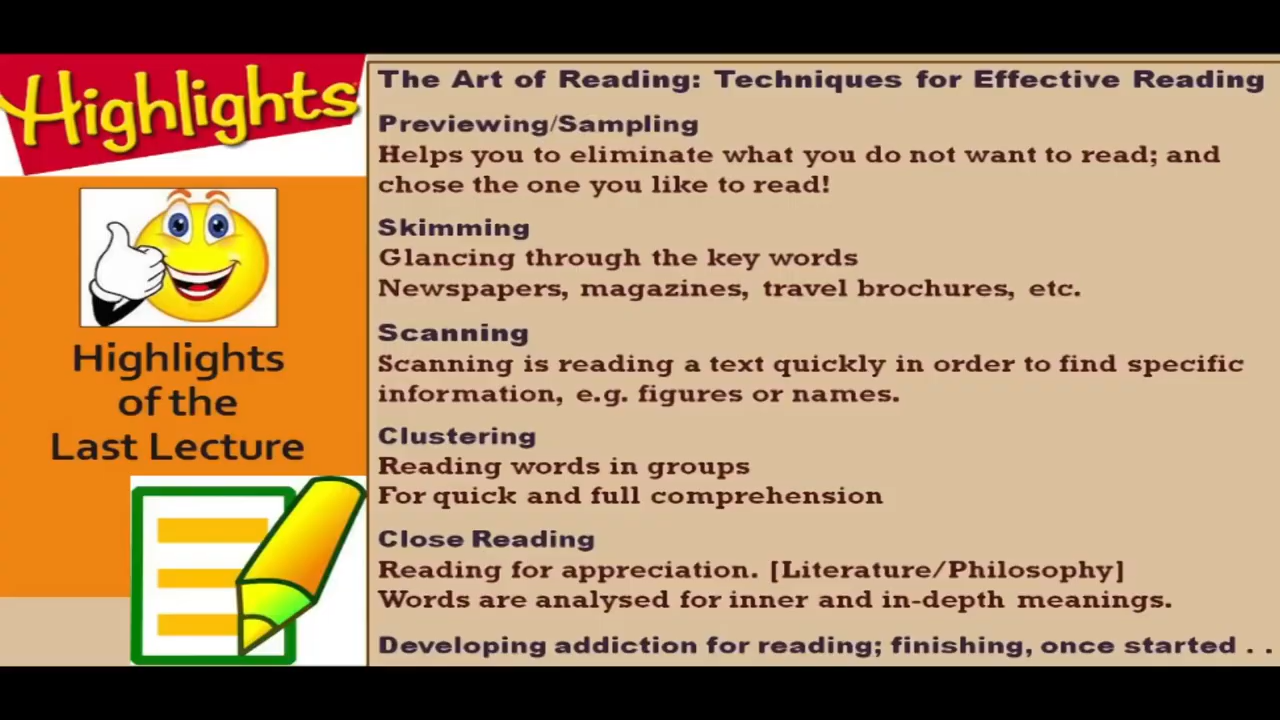 Highlights
Highlights
of the
Last Lecture
The Art of Reading: Techniques for Effective Reading
Previewing/Sampling
Helps you to eliminate what you do not want to read; and
chose the one you like to read!
Skimming
Glancing through the key words
Newspapers, magazines, travel brochures, etc.
Scanning
Scanning is reading a text quickly in order to find specific
information, e.g. figures or names.
Clustering
Reading words in groups
For quick and full comprehension
Close Reading
Reading for appreciation. [Literature/Philosophy]
Words are analysed for inner and in-depth meanings.
Developing addiction for reading; finishing, once started . .